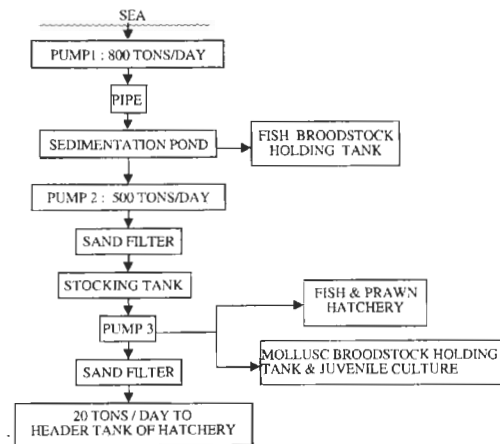 SEA
PUMP1 : 800 TONS/DAY
PIPE
SEDIMENTATION POND
FISH BROODSTOCK
HOLDING TANK
PUMP 2 : 500 TONS/DAY
SAND FILTER
STOCKING TANK
PUMP 3
FISH & PRAWN
HATCHERY
MOLLUSC BROODSTOCK HOLDING
TANK & JUVENILE CULTURE
SAND FILTER
20 TONS / DAY TO
HEADER TANK OF HATCHERY